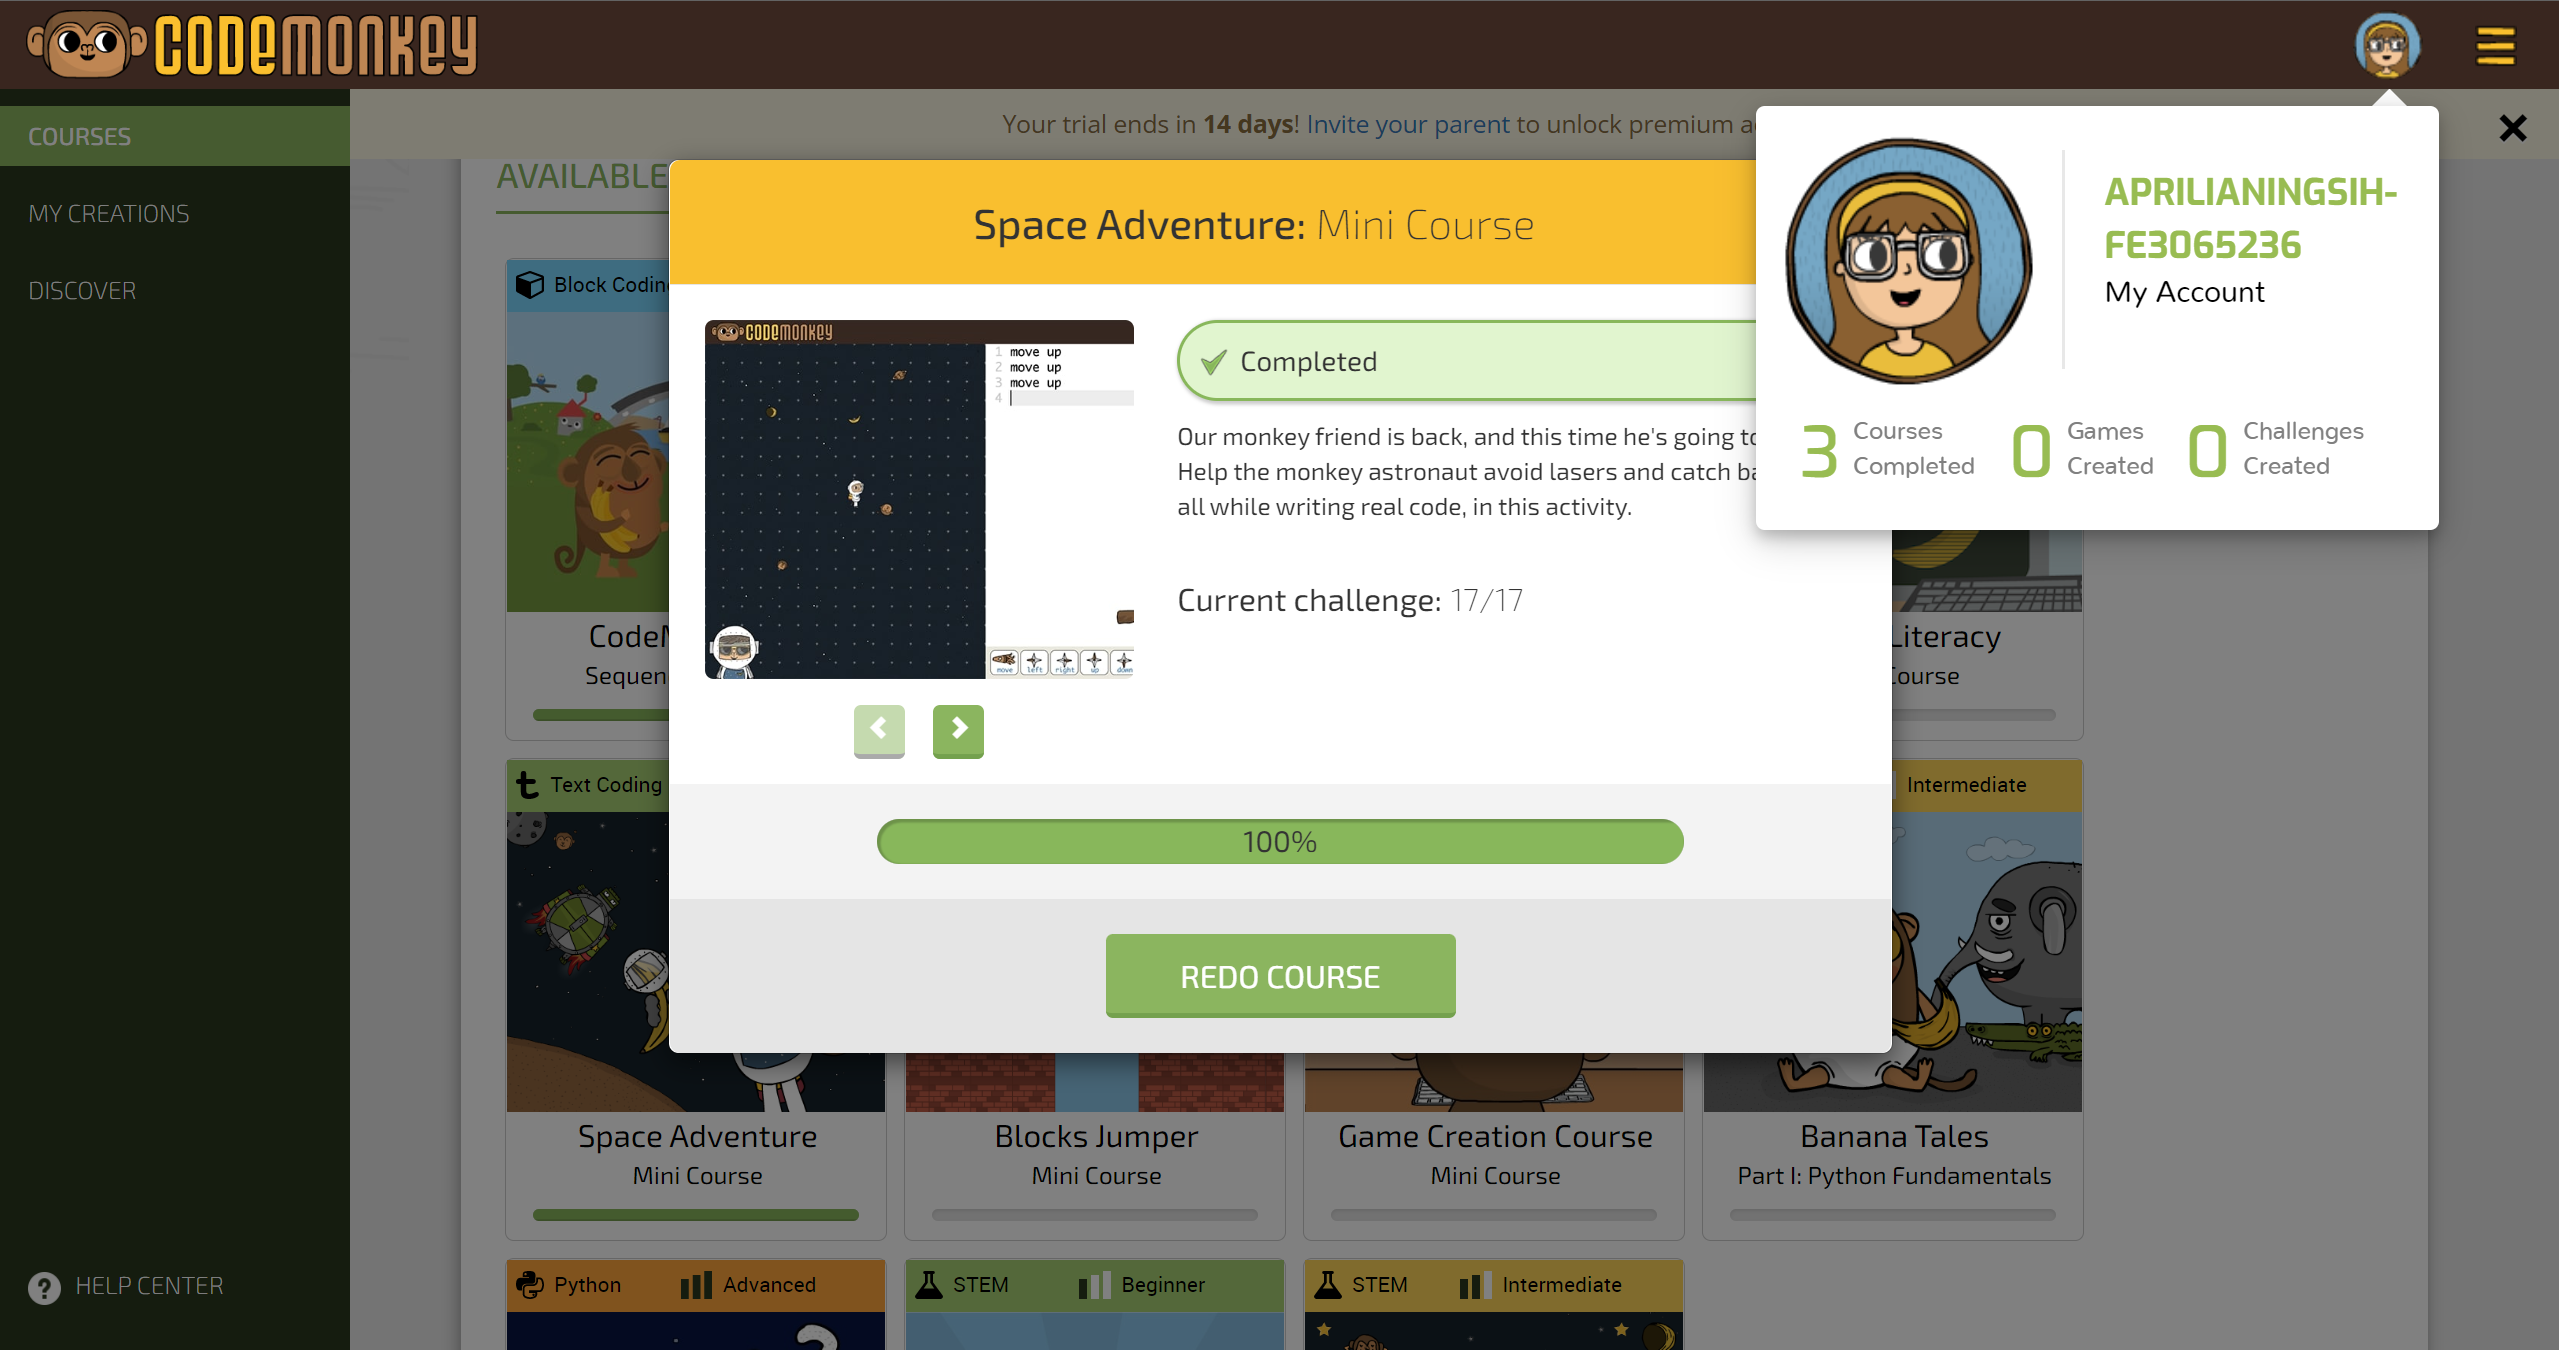 CODEMONKEY
COURSES
MY CREATIONS
DISCOVER
HELP CENTER
Your trial ends in 14 days! Invite your parent to unlock premium
AVAILABLE
Block Coding
Sequen
Literacy
Course
Text Coding
Intermediate
Space Adventure: Mini Course
CODEMONKEY
1 move up
2 move up
3 move up
4
move left right up down
Completed
Our monkey friend is back, and this time he's going to
Help the monkey astronaut avoid lasers and catch
all while writing real code, in this activity.
Current challenge: 17/17
100%
REDO COURSE
APRILIANINGSIH-
FE3065236
My Account
3 Courses Completed
0 Games Created
0 Challenges Created
Space Adventure
Mini Course
Blocks Jumper
Mini Course
Game Creation Course
Mini Course
Banana Tales
Part I: Python Fundamentals
Python Advanced
STEM Beginner
STEM Intermediate